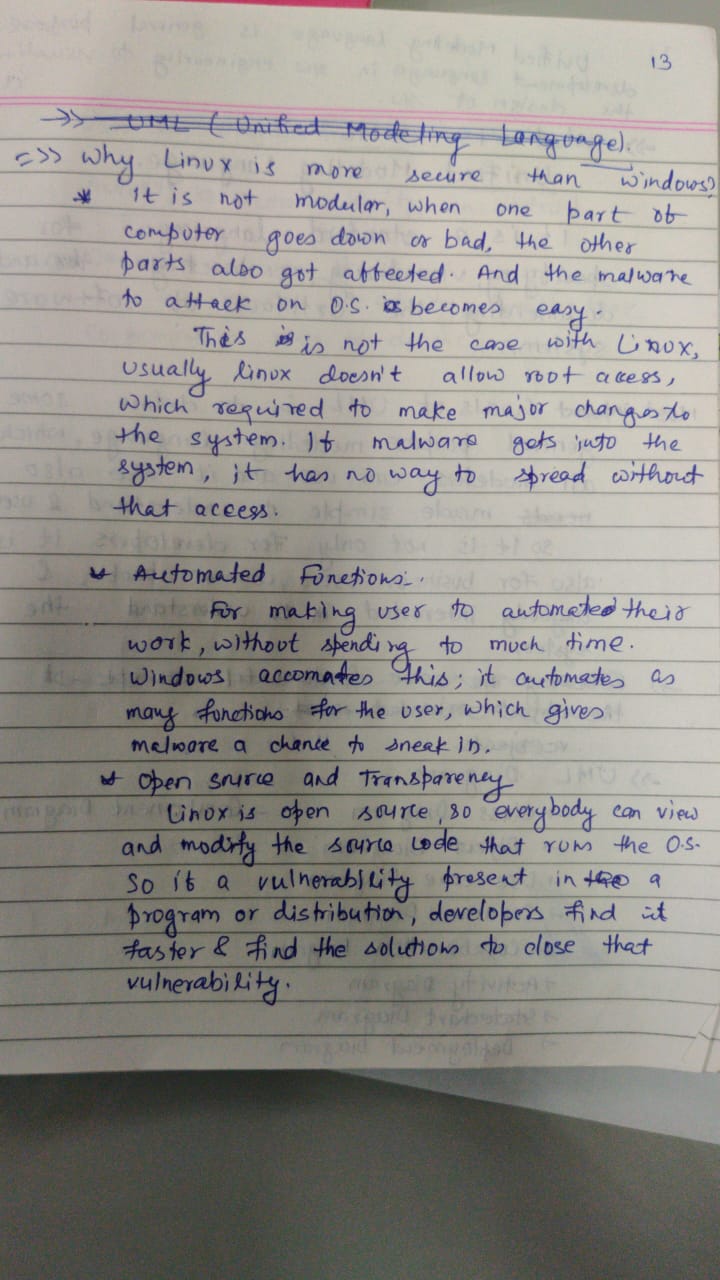 13
->> UML ( Unified Modeling Language).
=>> Why Linux is more secure than windows?
* It is not modular, when one part of
computer goes down or bad, the other
parts also got affected. And the malware
to attack on O.S. becomes easy.
This is not the case with Linux,
usually linux doesn't allow root access,
which required to make major changes to
the system. If malware gets into the
system, it has no way to spread without
that access.
* Automated Functions:.
For making user to automated their
work, without spending to much time.
Windows accomates this; it automates as
many functions for the user, which gives
malware a chance to sneak in.
* Open source and Transparency
Linux is open source, so everybody can view
and modify the source code that runs the O.S.
So if a vulnerability present in a
program or distribution, developers find it
faster & find the solutions to close that
vulnerability.